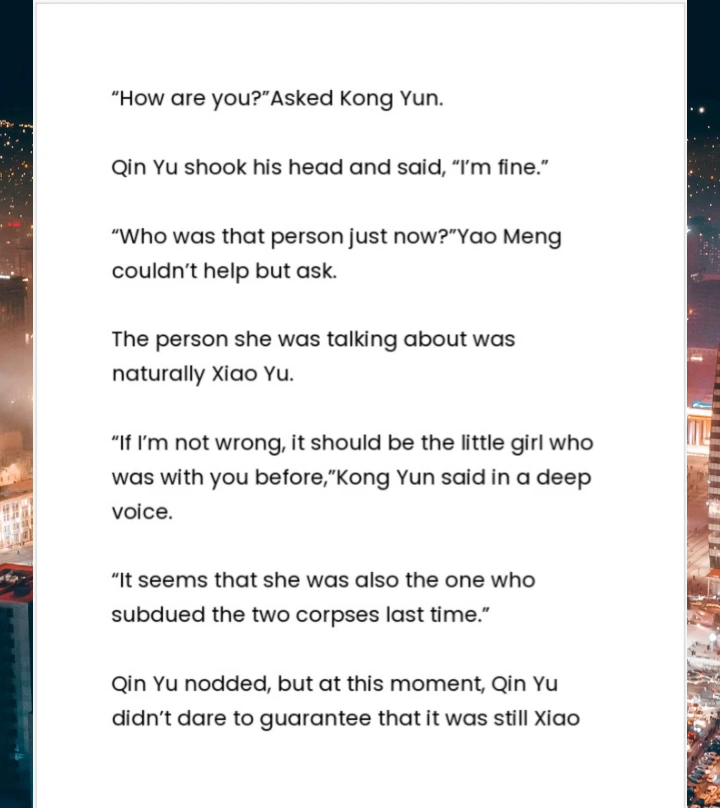 “How are you?”Asked Kong Yun.
Qin Yu shook his head and said, “I’m fine.”
“Who was that person just now?”Yao Meng
couldn’t help but ask.
The person she was talking about was
naturally Xiao Yu.
“If I’m not wrong, it should be the little girl who
was with you before,”Kong Yun said in a deep
voice.
“It seems that she was also the one who
subdued the two corpses last time.”
Qin Yu nodded, but at this moment, Qin Yu
didn’t dare to guarantee that it was still Xiao